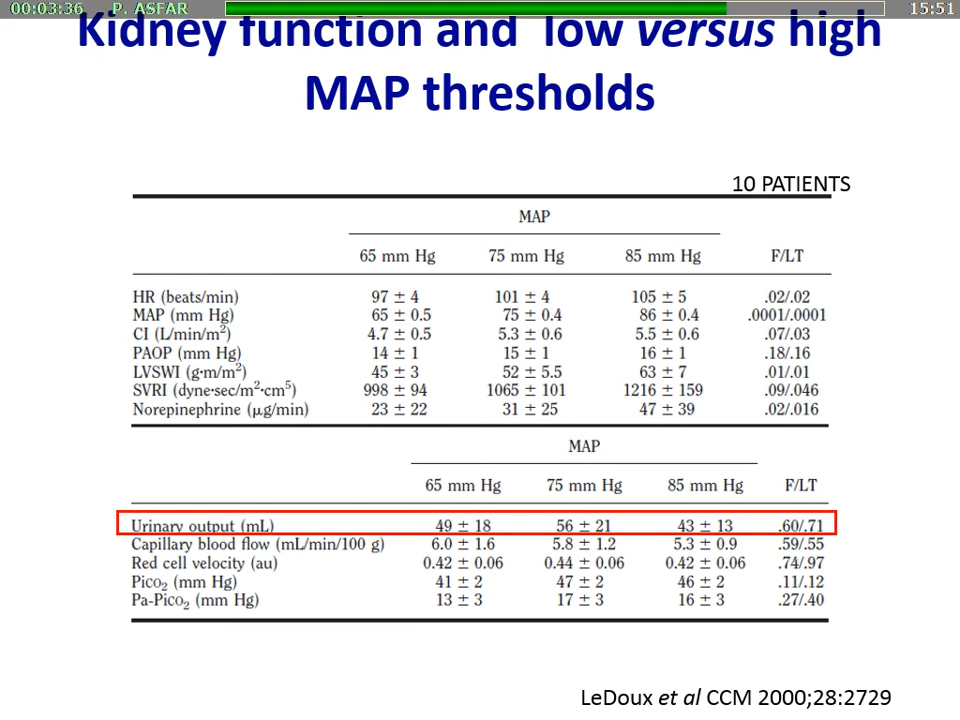 00:03:36 P. ASFAR 15:51
Kidney function and low versus high
MAP thresholds
10 PATIENTS
MAP
65 mm Hg 75 mm Hg 85 mm Hg F/LT
HR (beats/min) 97 ± 4 101 ± 4 105 ± 5 .02/.02
MAP (mm Hg) 65 ± 0.5 75 ± 0.4 86 ± 0.4 .0001/.0001
CI (L/min/m²) 4.7 ± 0.5 5.3 ± 0.6 5.5 ± 0.6 .07/.03
PAOP (mm Hg) 14 ± 1 15 ± 1 16 ± 1 .18/.16
LVSWI (g·m/m²) 45 ± 3 52 ± 5.5 63 ± 7 .01/.01
SVRI (dyne·sec/m²·cm⁵) 998 ± 94 1065 ± 101 1216 ± 159 .09/.046
Norepinephrine (μg/min) 23 ± 22 31 ± 25 47 ± 39 .02/.016
MAP
65 mm Hg 75 mm Hg 85 mm Hg F/LT
Urinary output (mL) 49 ± 18 56 ± 21 43 ± 13 .60/.71
Capillary blood flow (mL/min/100 g) 6.0 ± 1.6 5.8 ± 1.2 5.3 ± 0.9 .59/.55
Red cell velocity (au) 0.42 ± 0.06 0.44 ± 0.06 0.42 ± 0.06 .74/.97
Pico₂ (mm Hg) 41 ± 2 47 ± 2 46 ± 2 .11/.12
Pa-Pico₂ (mm Hg) 13 ± 3 17 ± 3 16 ± 3 .27/.40
LeDoux et al CCM 2000;28:2729